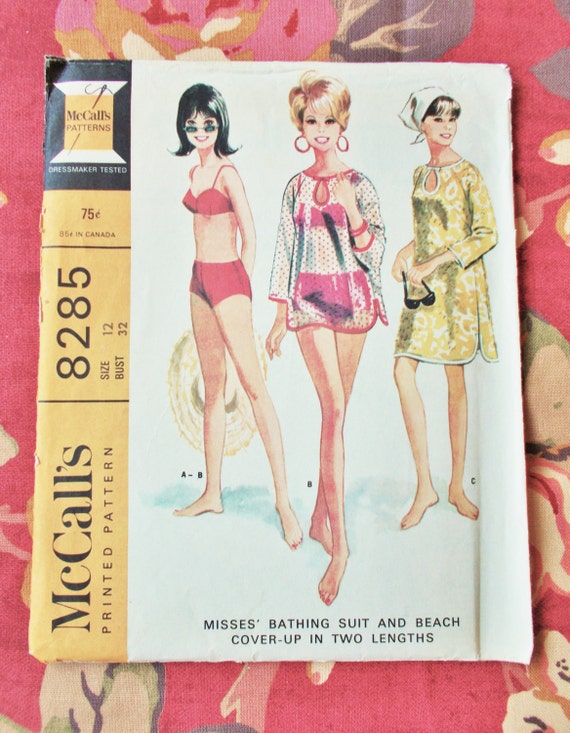 McCall's
PATTERNS
DRESSMAKER TESTED
75¢
85¢ IN CANADA
8285
SIZE 12
BUST 32
McCall's
PRINTED PATTERN
A-B
B
C
MISSES' BATHING SUIT AND BEACH
COVER-UP IN TWO LENGTHS